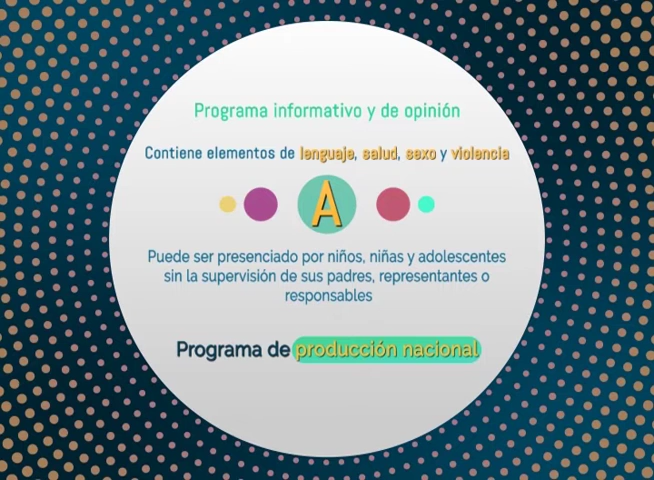 Programa informativo y de opinión
Contiene elementos de lenguaje, salud, sexo y violencia
A
Puede ser presenciado por niños, niñas y adolescentes
sin la supervisión de sus padres, representantes o
responsables
Programa de producción nacional